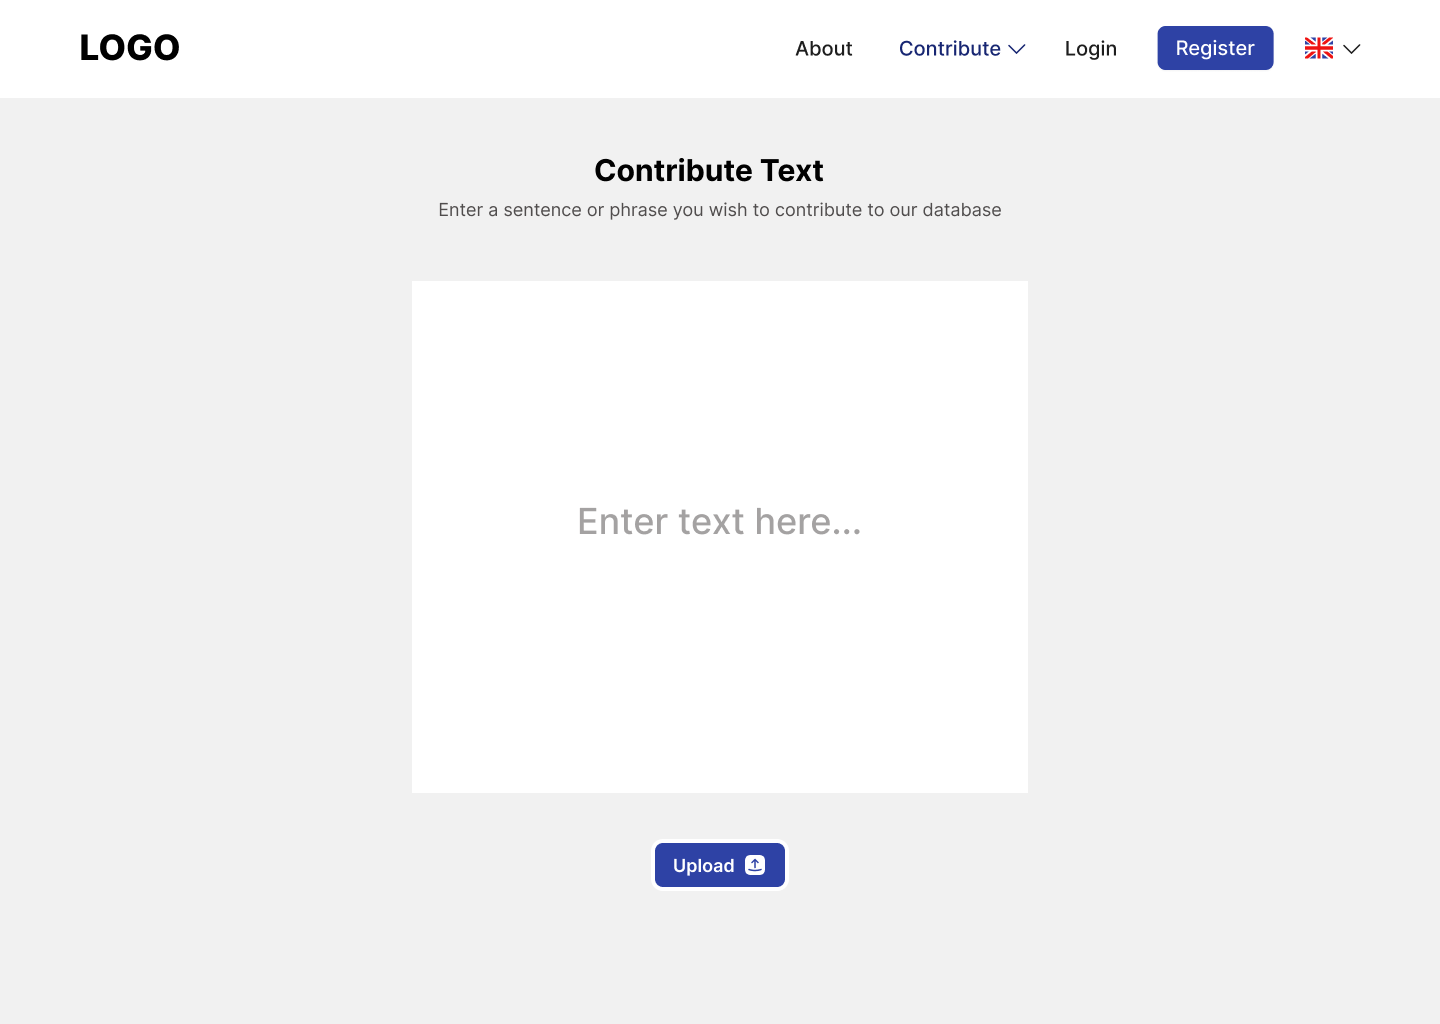 LOGO
About
Contribute
Login
Register
Contribute Text
Enter a sentence or phrase you wish to contribute to our database
Enter text here...
Upload